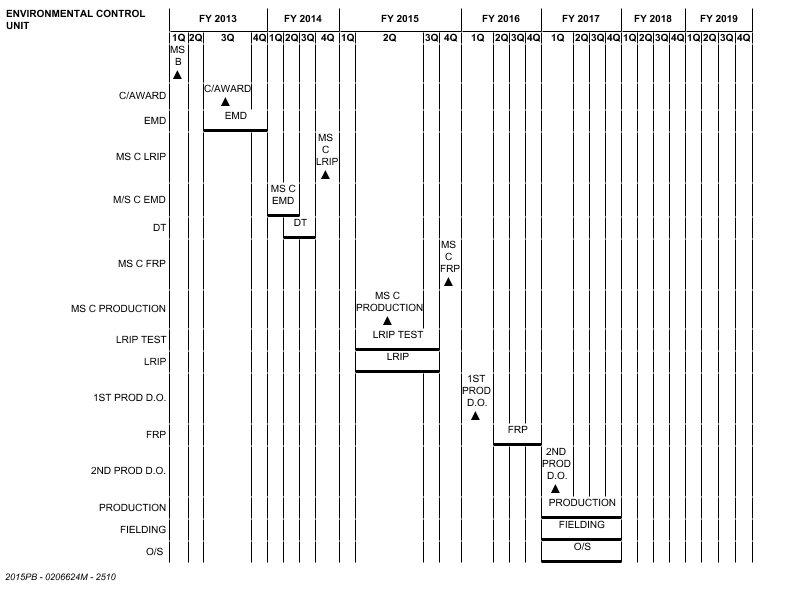 ENVIRONMENTAL CONTROL
UNIT
FY 2013 FY 2014 FY 2015 FY 2016 FY 2017 FY 2018 FY 2019
1Q 2Q 3Q 4Q 1Q 2Q 3Q 4Q 1Q 2Q 3Q 4Q 1Q 2Q 3Q 4Q 1Q 2Q 3Q 4Q 1Q 2Q 3Q 4Q 1Q 2Q 3Q 4Q
MS
B
C/AWARD
C/AWARD
EMD
EMD
MS
C
LRIP
MS C LRIP
MS C
EMD
M/S C EMD
DT
DT
MS
C
FRP
MS C FRP
MS C
PRODUCTION
MS C PRODUCTION
LRIP TEST
LRIP TEST
LRIP
LRIP
1ST
PROD
D.O.
1ST PROD D.O.
FRP
FRP
2ND
PROD
D.O.
2ND PROD D.O.
PRODUCTION
PRODUCTION
FIELDING
FIELDING
O/S
O/S
2015PB - 0206624M - 2510